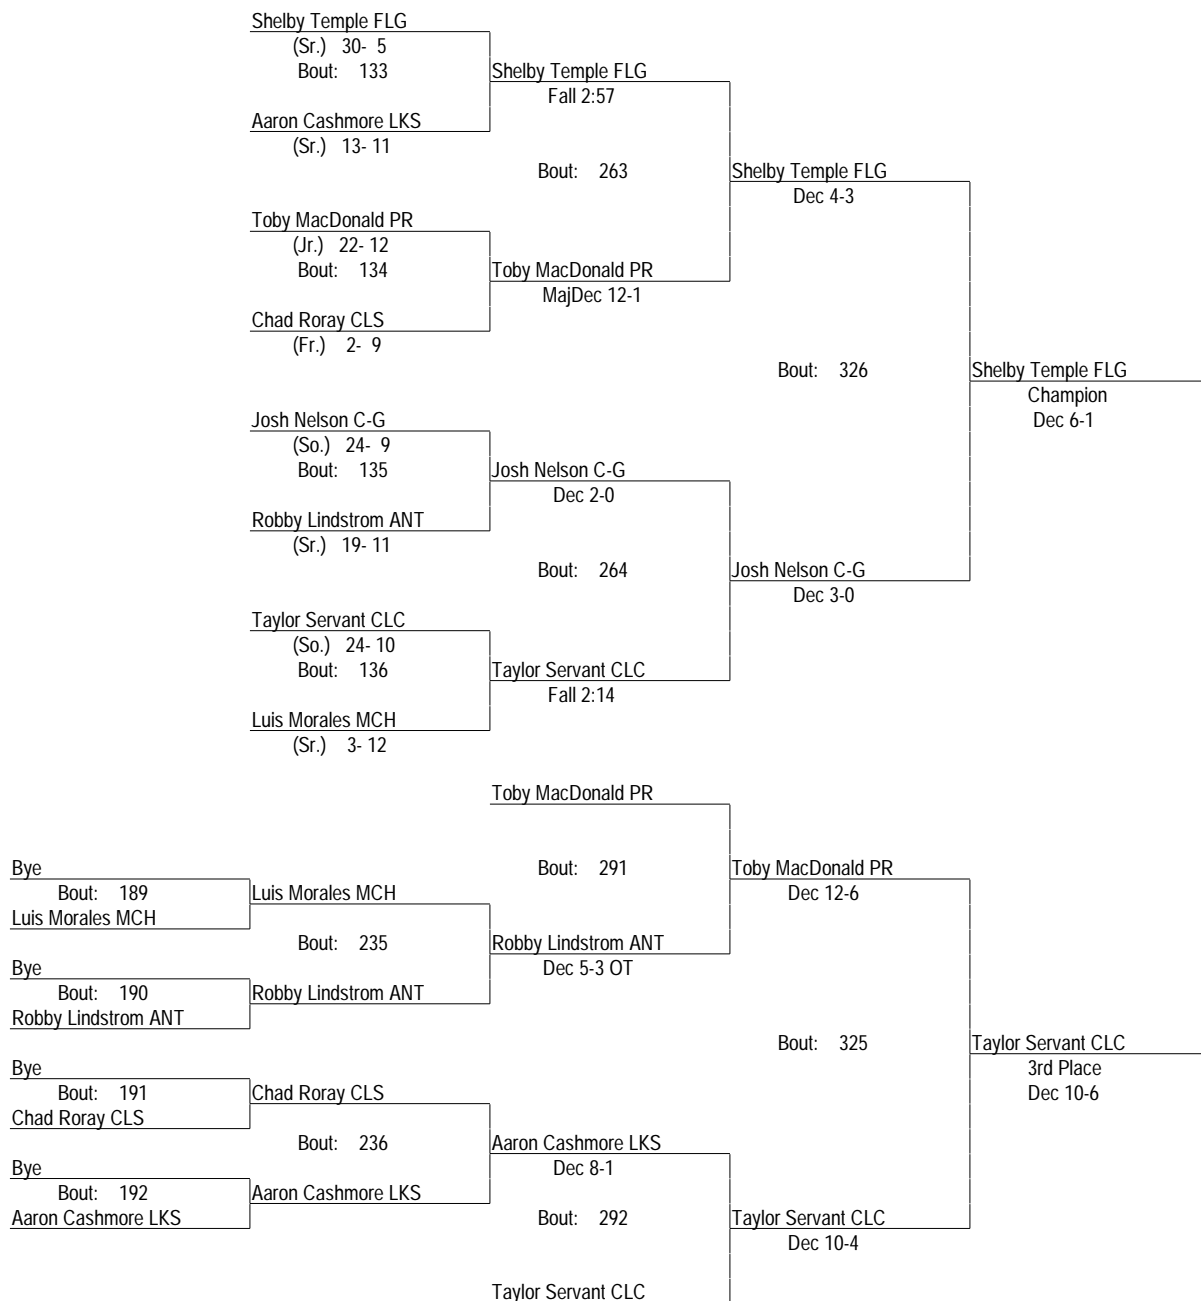 Shelby Temple FLG
(Sr.) 30- 5
Bout: 133
Shelby Temple FLG
Fall 2:57
Aaron Cashmore LKS
(Sr.) 13- 11
Bout: 263
Shelby Temple FLG
Dec 4-3
Toby MacDonald PR
(Jr.) 22- 12
Bout: 134
Toby MacDonald PR
MajDec 12-1
Chad Roray CLS
(Fr.) 2- 9
Bout: 326
Shelby Temple FLG
Champion
Dec 6-1
Josh Nelson C-G
(So.) 24- 9
Bout: 135
Josh Nelson C-G
Dec 2-0
Robby Lindstrom ANT
(Sr.) 19- 11
Bout: 264
Josh Nelson C-G
Dec 3-0
Taylor Servant CLC
(So.) 24- 10
Bout: 136
Taylor Servant CLC
Fall 2:14
Luis Morales MCH
(Sr.) 3- 12
Toby MacDonald PR
Bye
Bout: 291
Toby MacDonald PR
Dec 12-6
Bout: 189
Luis Morales MCH
Luis Morales MCH
Bout: 235
Robby Lindstrom ANT
Dec 5-3 OT
Bye
Bout: 190
Robby Lindstrom ANT
Robby Lindstrom ANT
Bout: 325
Taylor Servant CLC
3rd Place
Dec 10-6
Bye
Bout: 191
Chad Roray CLS
Chad Roray CLS
Bout: 236
Aaron Cashmore LKS
Dec 8-1
Bye
Bout: 192
Aaron Cashmore LKS
Aaron Cashmore LKS
Bout: 292
Taylor Servant CLC
Dec 10-4
Taylor Servant CLC